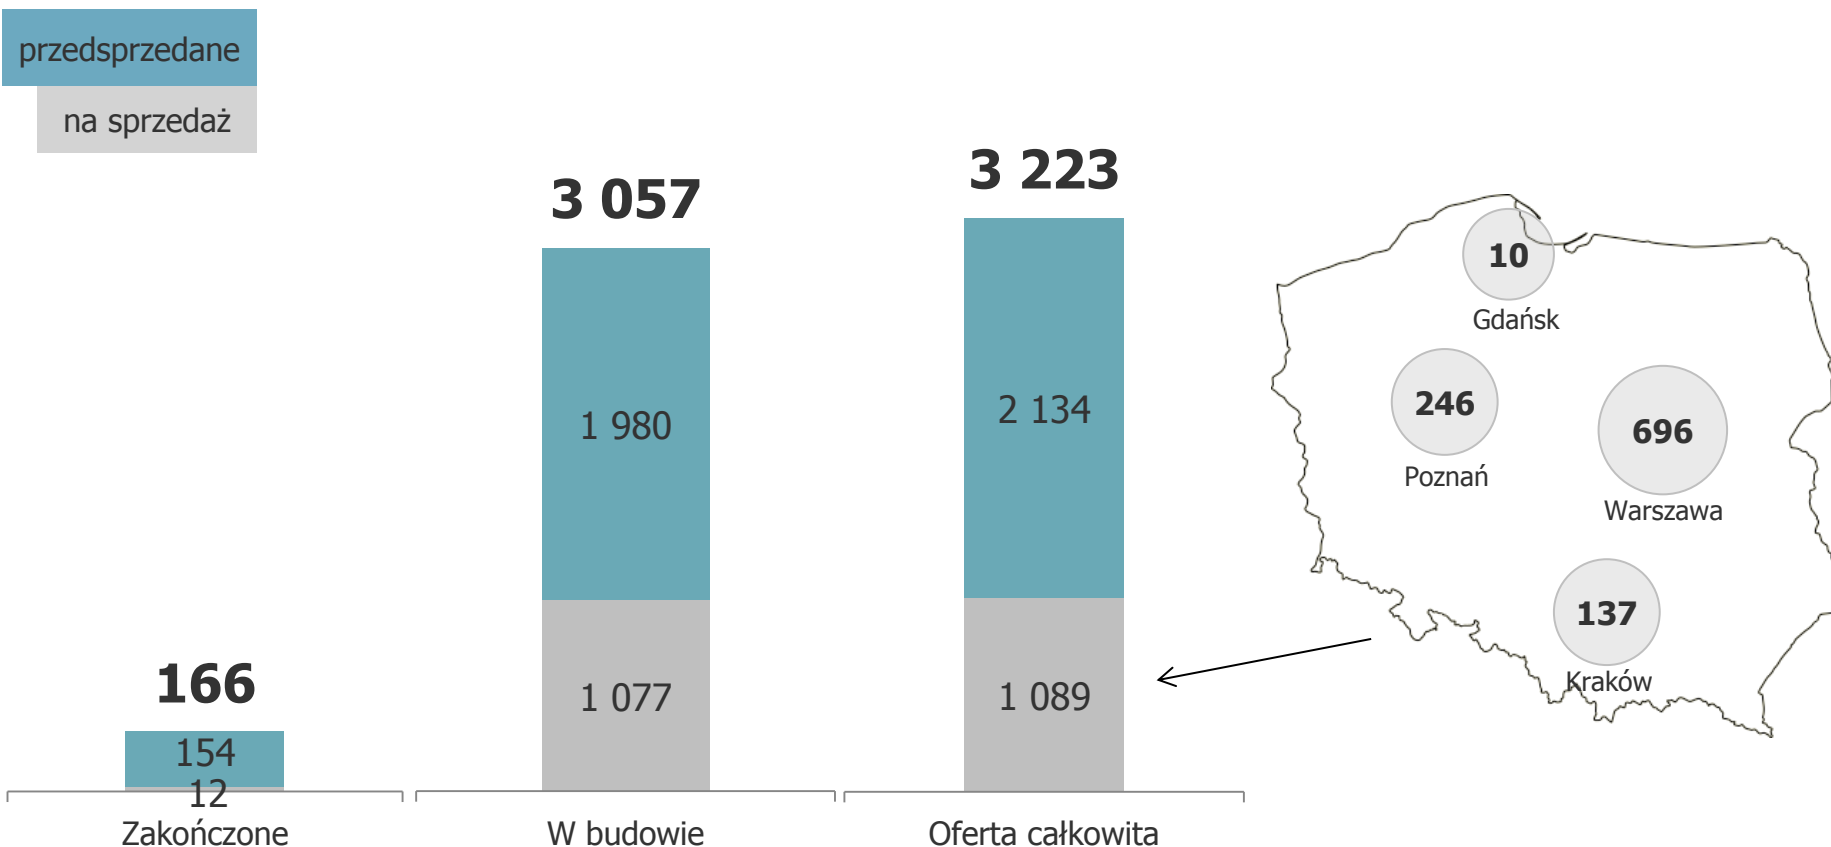 przedsprzedane
na sprzedaż
166
154
12
Zakończone
3 057
1 980
1 077
W budowie
3 223
2 134
1 089
Oferta całkowita
10
Gdańsk
246
Poznań
696
Warszawa
137
Kraków